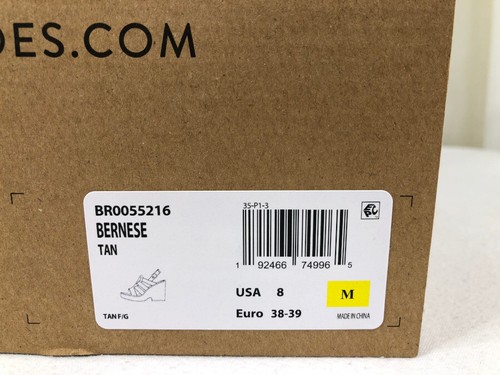 OES.COM
BR0055216
BERNESE
TAN
TAN F/G
35-P1-3
1 92466 74996 5
USA 8 M
Euro 38-39
MADE IN CHINA